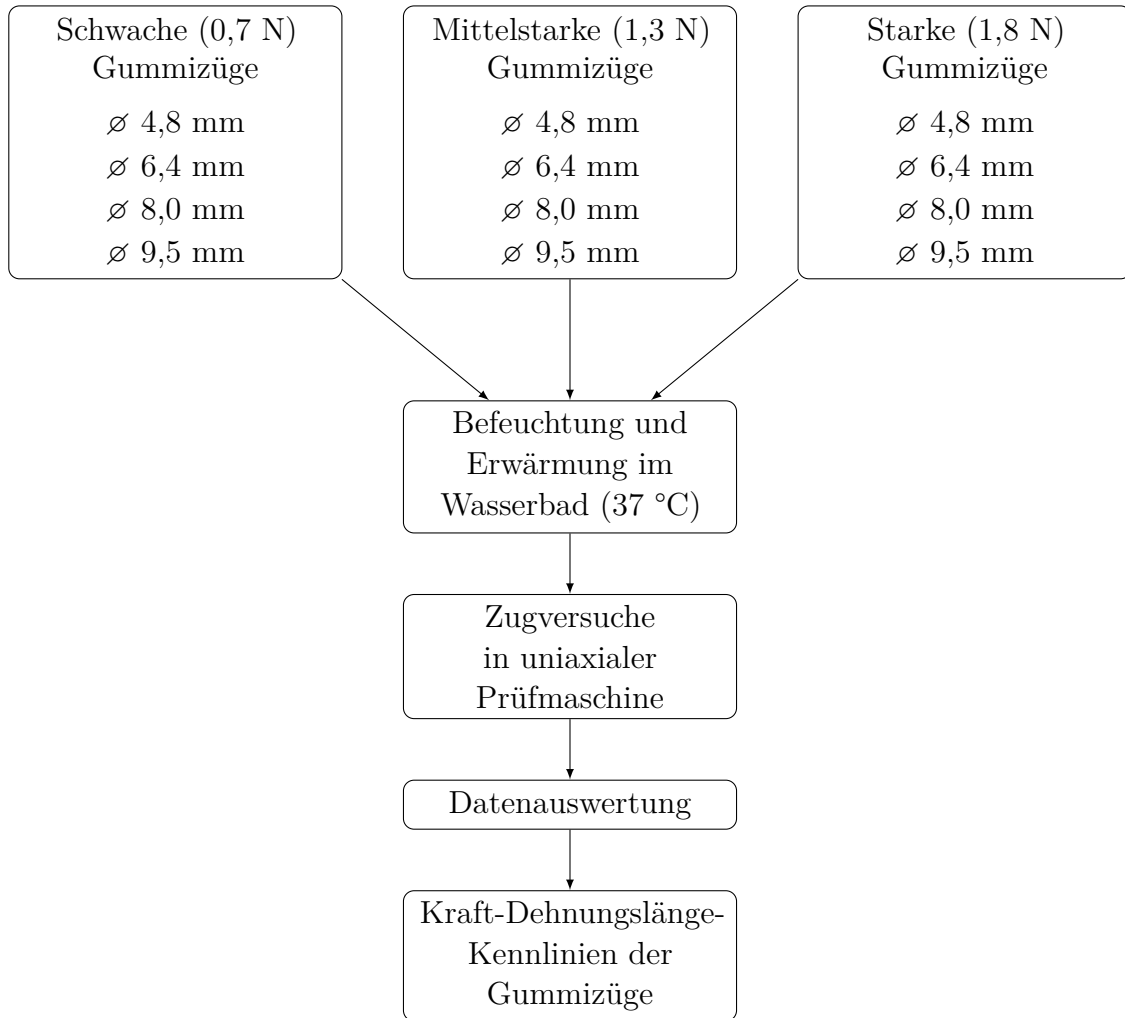 Schwache (0,7 N)
Gummizüge
⌀ 4,8 mm
⌀ 6,4 mm
⌀ 8,0 mm
⌀ 9,5 mm
Mittelstarke (1,3 N)
Gummizüge
⌀ 4,8 mm
⌀ 6,4 mm
⌀ 8,0 mm
⌀ 9,5 mm
Starke (1,8 N)
Gummizüge
⌀ 4,8 mm
⌀ 6,4 mm
⌀ 8,0 mm
⌀ 9,5 mm
Befeuchtung und
Erwärmung im
Wasserbad (37 °C)
Zugversuche
in uniaxialer
Prüfmaschine
Datenauswertung
Kraft-Dehnungslänge-
Kennlinien der
Gummizüge